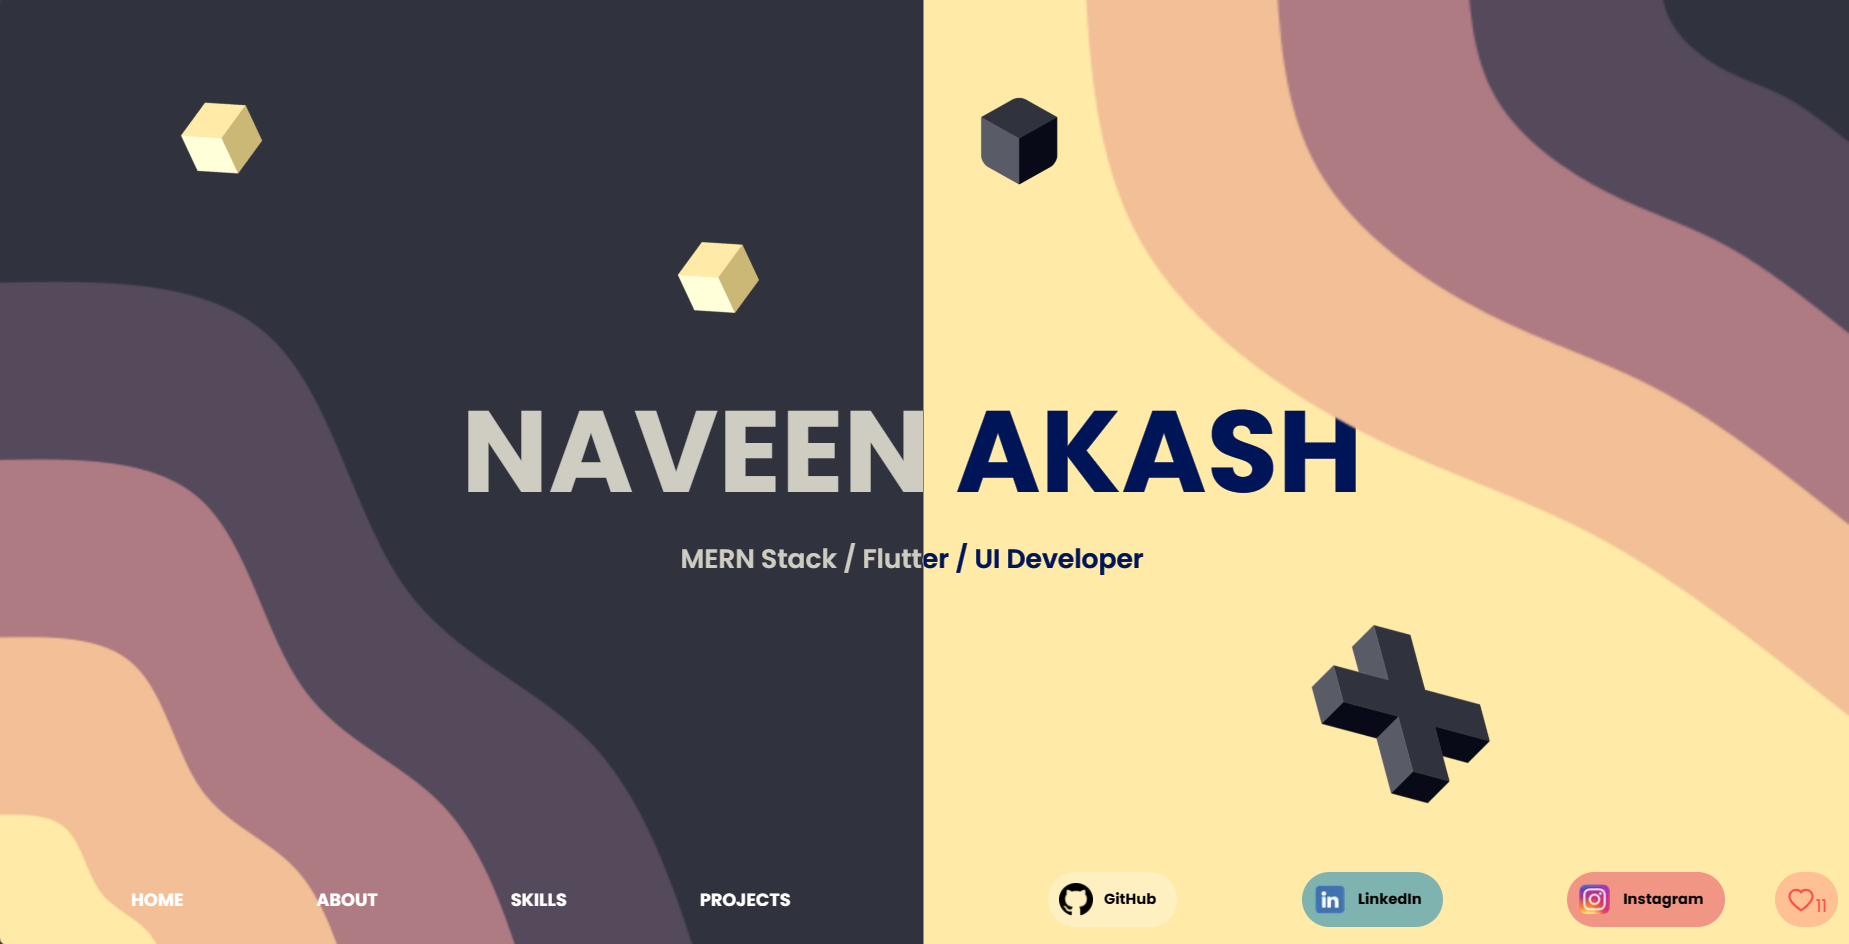 NAVEEN AKASH
MERN Stack / Flutter / UI Developer
HOME ABOUT SKILLS PROJECTS GitHub LinkedIn Instagram 11